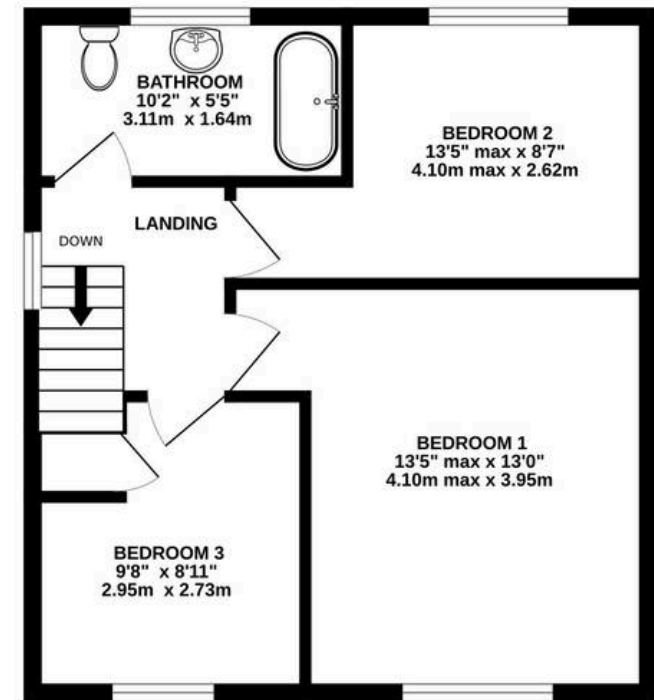 BATHROOM
10'2" x 5'5"
3.11m x 1.64m
BEDROOM 2
13'5" max x 8'7"
4.10m max x 2.62m
LANDING
DOWN
BEDROOM 1
13'5" max x 13'0"
4.10m max x 3.95m
BEDROOM 3
9'8" x 8'11"
2.95m x 2.73m